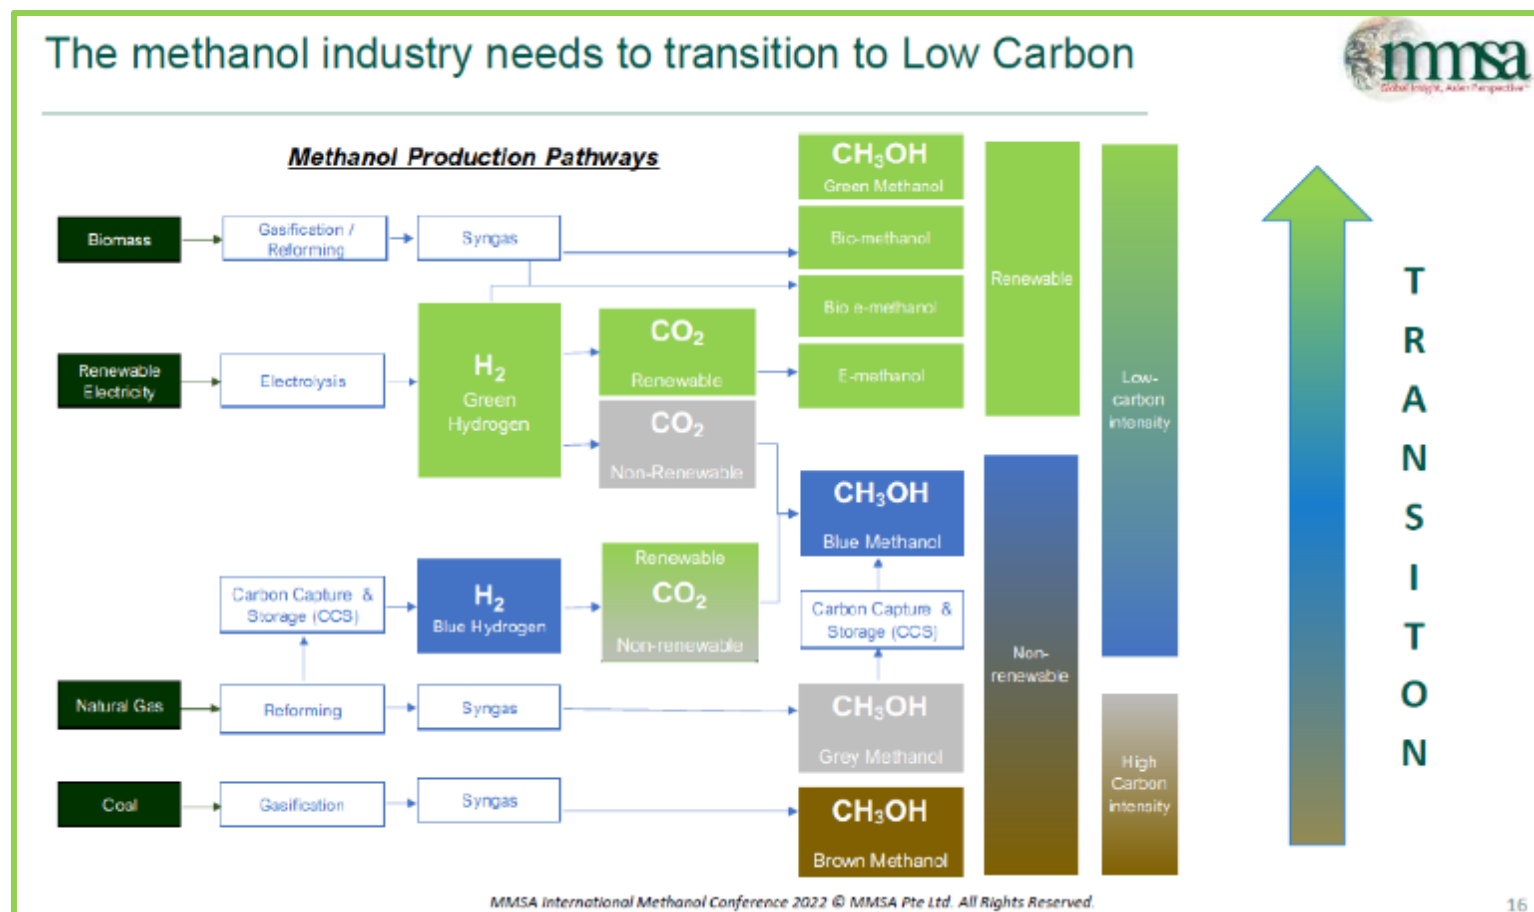 The methanol industry needs to transition to Low Carbon
mmsa
Global Insight, Asian Perspective™
Methanol Production Pathways
Biomass
Gasification /
Reforming
Syngas
CH₃OH
Green Methanol
Bio-methanol
Bio e-methanol
E-methanol
Renewable
Electricity
Electrolysis
H₂
Green
Hydrogen
CO₂
Renewable
CO₂
Non-Renewable
CH₃OH
Blue Methanol
Carbon Capture &
Storage (CCS)
H₂
Blue Hydrogen
Renewable
CO₂
Non-renewable
Carbon Capture &
Storage (CCS)
Natural Gas
Reforming
Syngas
CH₃OH
Grey Methanol
Coal
Gasification
Syngas
CH₃OH
Brown Methanol
Renewable
Non-
renewable
Low-
carbon
intensity
High
Carbon
intensity
T
R
A
N
S
I
T
O
N
MMSA International Methanol Conference 2022 © MMSA Pte Ltd. All Rights Reserved.
16